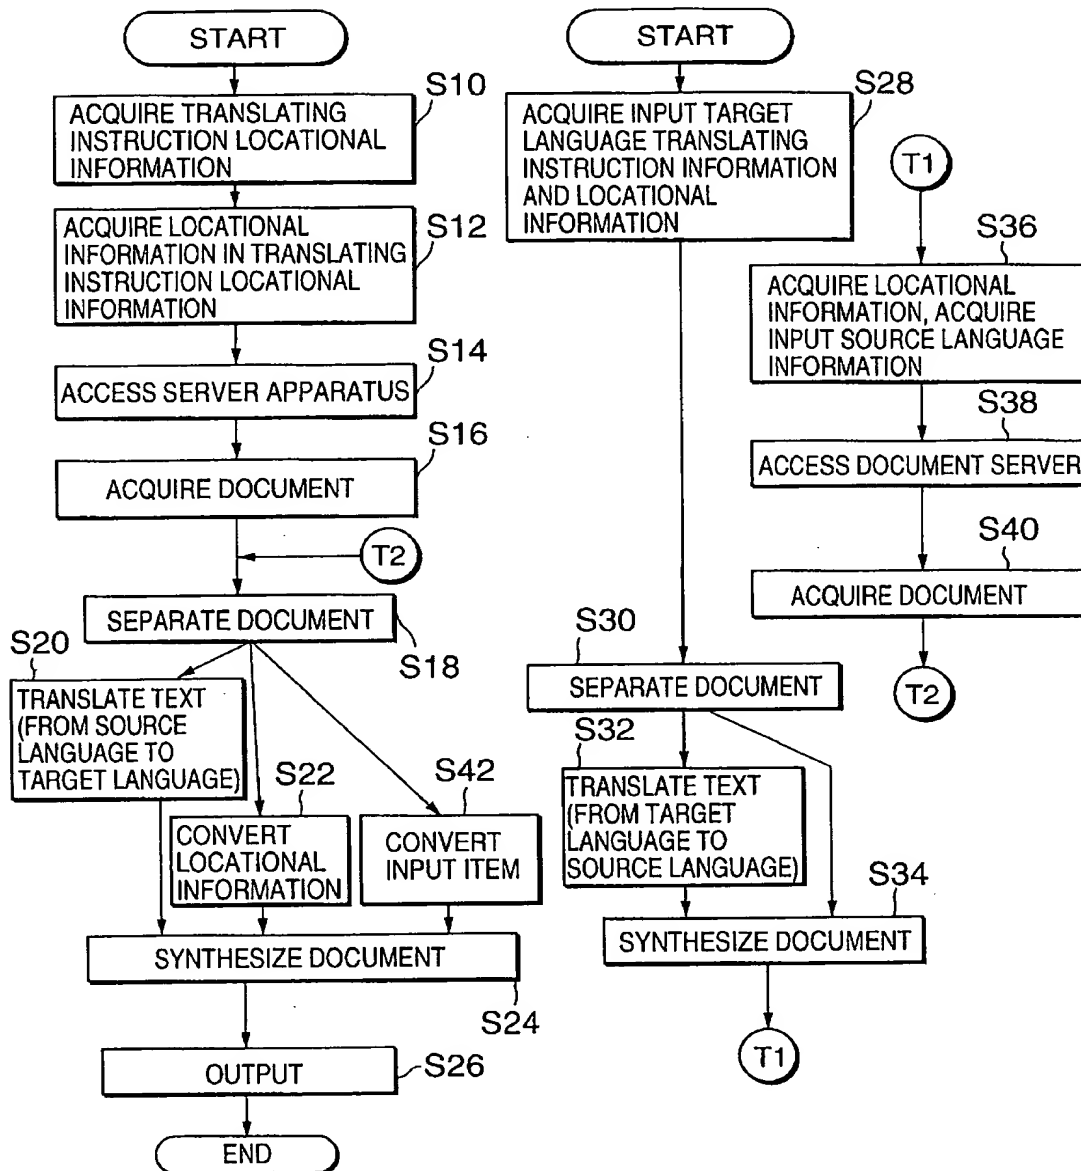 START
S10
ACQUIRE TRANSLATING
INSTRUCTION LOCATIONAL
INFORMATION
S12
ACQUIRE LOCATIONAL
INFORMATION IN TRANSLATING
INSTRUCTION LOCATIONAL
INFORMATION
S14
ACCESS SERVER APPARATUS
S16
ACQUIRE DOCUMENT
T2
SEPARATE DOCUMENT
S18
S20
TRANSLATE TEXT
(FROM SOURCE
LANGUAGE TO
TARGET LANGUAGE)
S22
CONVERT
LOCATIONAL
INFORMATION
S42
CONVERT
INPUT ITEM
SYNTHESIZE DOCUMENT
S24
OUTPUT
S26
END
START
S28
ACQUIRE INPUT TARGET
LANGUAGE TRANSLATING
INSTRUCTION INFORMATION
AND LOCATIONAL
INFORMATION
S30
SEPARATE DOCUMENT
S32
TRANSLATE TEXT
(FROM TARGET
LANGUAGE TO
SOURCE LANGUAGE)
S34
SYNTHESIZE DOCUMENT
T1
T1
S36
ACQUIRE LOCATIONAL
INFORMATION, ACQUIRE
INPUT SOURCE LANGUAGE
INFORMATION
S38
ACCESS DOCUMENT SERVER
S40
ACQUIRE DOCUMENT
T2